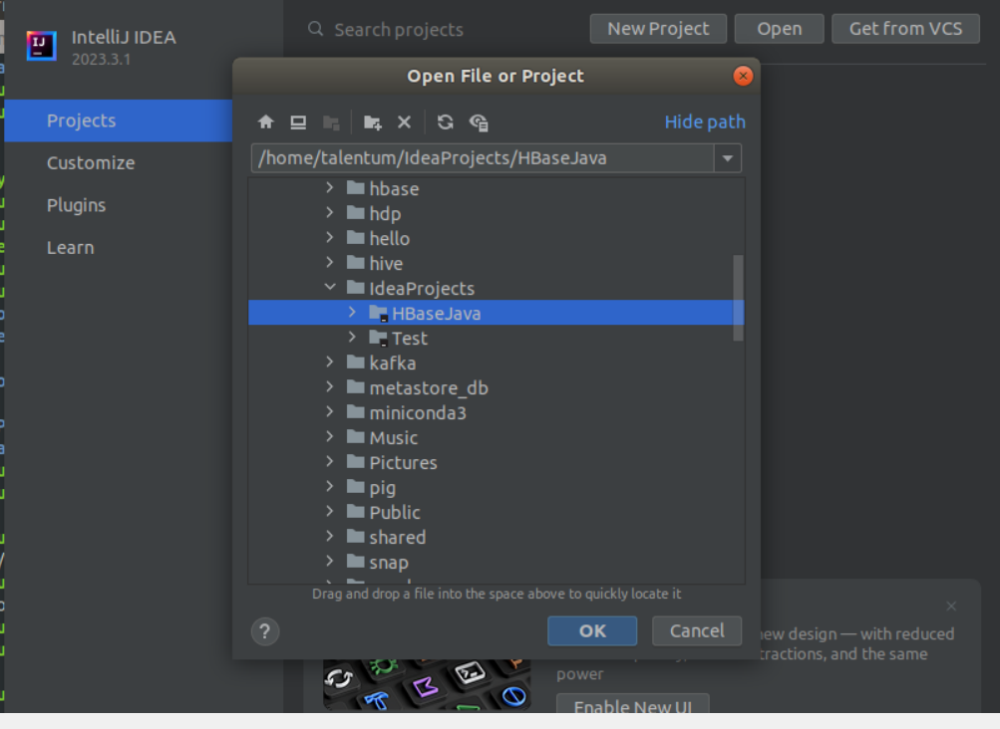 IntelliJ IDEA
2023.3.1
Search projects
New Project
Open
Get from VCS
Projects
Customize
Plugins
Learn
Open File or Project
Hide path
/home/talentum/IdeaProjects/HBaseJava
hbase
hdp
hello
hive
IdeaProjects
HBaseJava
Test
kafka
metastore_db
miniconda3
Music
Pictures
pig
Public
shared
snap
Drag and drop a file into the space above to quickly locate it
?
OK
Cancel
new design — with reduced
and the same
power
Enable New UI